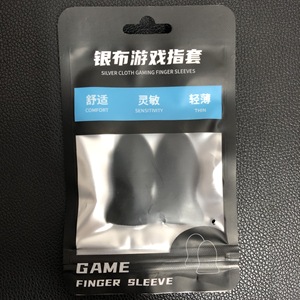 银布游戏指套
SILVER CLOTH GAMING FINGER SLEEVES
舒适 灵敏 轻薄
COMFORT SENSITIVITY THIN
GAME
FINGER SLEEVE